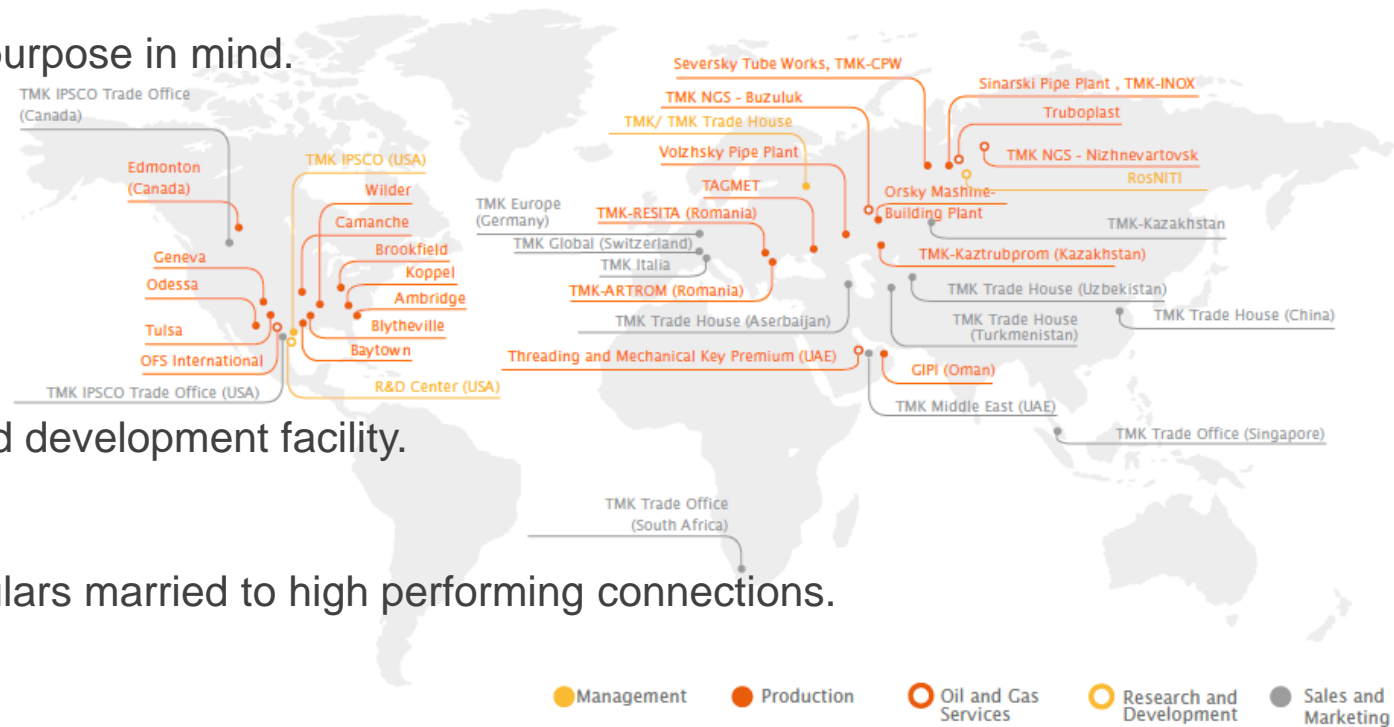 purpose in mind.
TMK IPSCO Trade Office
(Canada)
Edmonton
(Canada)
TMK IPSCO (USA)
Wilder
Camanche
Geneva
Brookfield
Odessa
Koppel
Ambridge
Tulsa
Blytheville
OFS International
Baytown
TMK IPSCO Trade Office (USA)
R&D Center (USA)
Seversky Tube Works, TMK-CPW
TMK NGS - Buzuluk
TMK/ TMK Trade House
Volzhsky Pipe Plant
TAGMET
TMK Europe
(Germany)
TMK-RESITA (Romania)
TMK Global (Switzerland)
TMK Italia
TMK-ARTROM (Romania)
TMK Trade House (Aserbaijan)
Threading and Mechanical Key Premium (UAE)
Sinarski Pipe Plant , TMK-INOX
Truboplast
TMK NGS - Nizhnevartovsk
RosNITI
Orsky Mashine-
Building Plant
TMK-Kazakhstan
TMK-Kaztrubprom (Kazakhstan)
TMK Trade House (Uzbekistan)
TMK Trade House
(Turkmenistan)
TMK Trade House (China)
GIPI (Oman)
TMK Middle East (UAE)
TMK Trade Office (Singapore)
d development facility.
TMK Trade Office
(South Africa)
lars married to high performing connections.
Management
Production
Oil and Gas
Services
Research and
Development
Sales and
Marketing